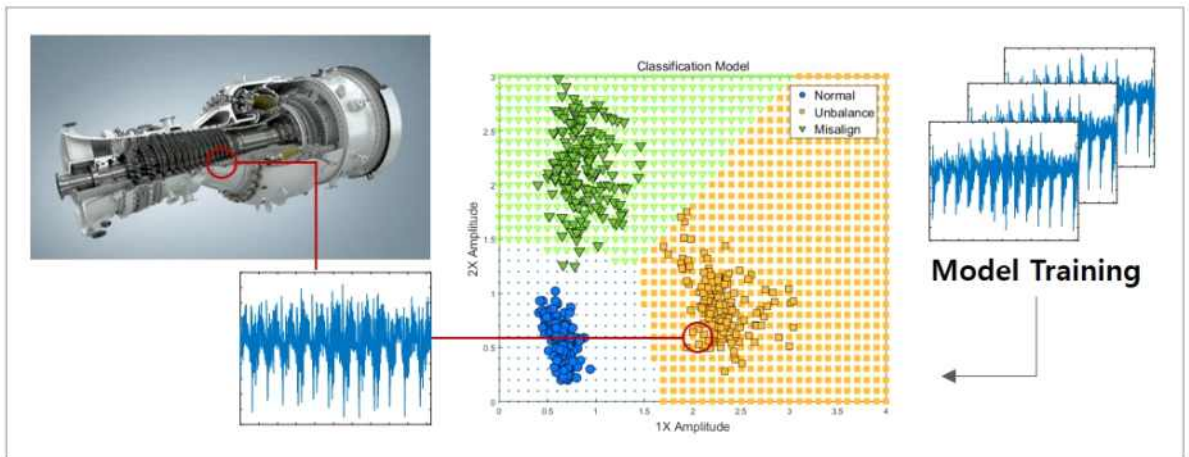 Classification Model
Normal
Unbalance
Misalign
3
2.5
2
1.5
1
0.5
0
2X Amplitude
0
0.5
1
1.5
2
2.5
3
3.5
4
1X Amplitude
Model Training